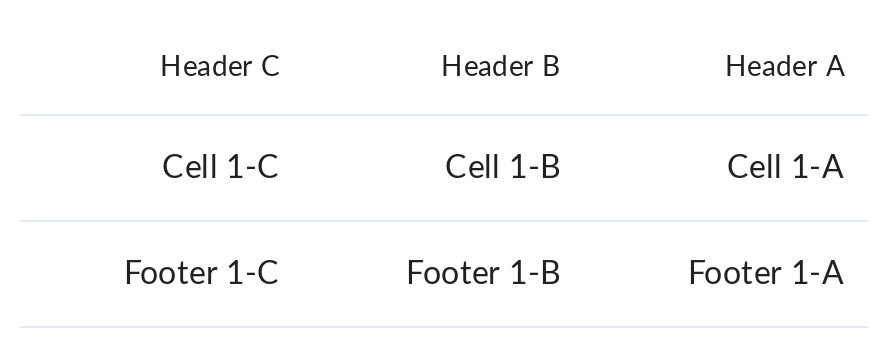 Header C Header B Header A
Cell 1-C Cell 1-B Cell 1-A
Footer 1-C Footer 1-B Footer 1-A